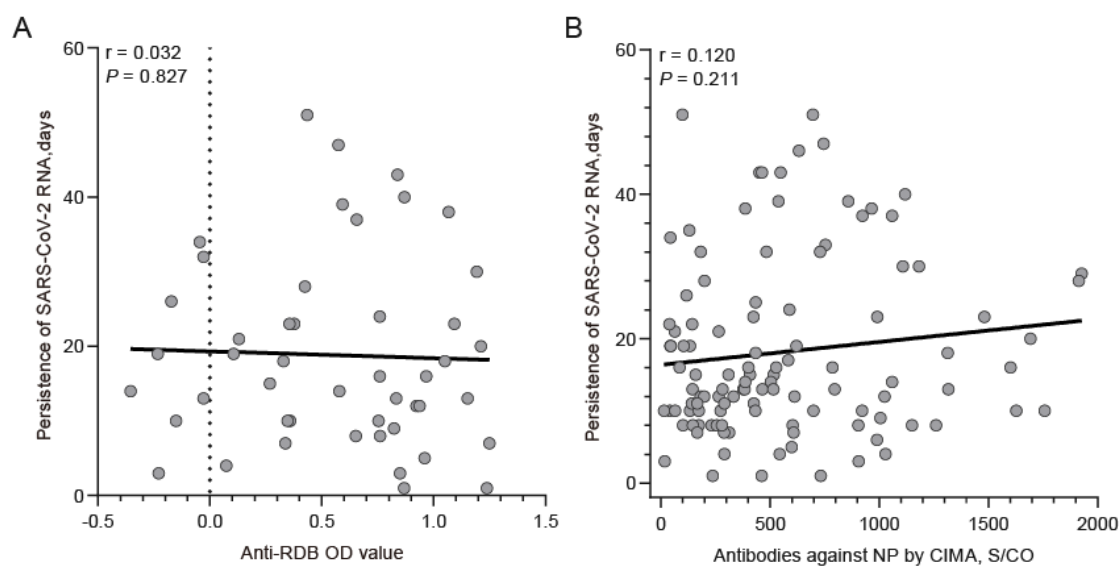 A
r = 0.032
P = 0.827
Persistence of SARS-CoV-2 RNA,days
60
40
20
0
-0.5
0.0
0.5
1.0
1.5
Anti-RDB OD value
B
r = 0.120
P = 0.211
Persistence of SARS-CoV-2 RNA,days
60
40
20
0
0
500
1000
1500
2000
Antibodies against NP by CIMA, S/CO